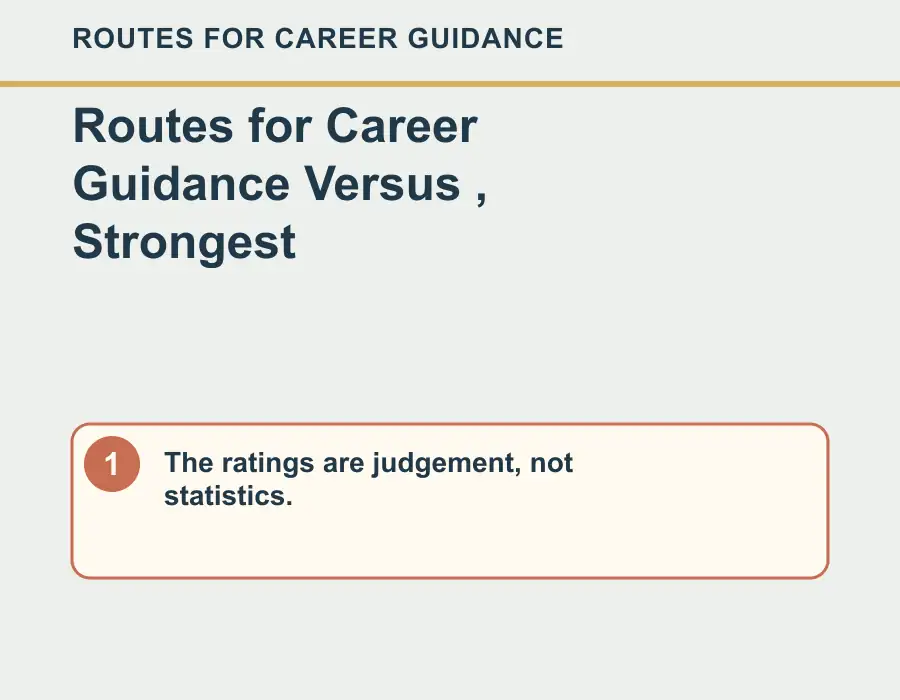 ROUTES FOR CAREER GUIDANCE
Routes for Career
Guidance Versus ,
Strongest
1
The ratings are judgement, not
statistics.